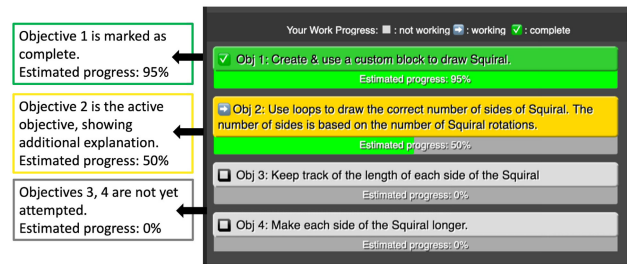 Objective 1 is marked as
complete.
Estimated progress: 95%
Objective 2 is the active
objective, showing
additional explanation.
Estimated progress: 50%
Objectives 3, 4 are not yet
attempted.
Estimated progress: 0%
Your Work Progress: : not working : working : complete
Obj 1: Create & use a custom block to draw Squiral.
Estimated progress: 95%
Obj 2: Use loops to draw the correct number of sides of Squiral. The
number of sides is based on the number of Squiral rotations.
Estimated progress: 50%
Obj 3: Keep track of the length of each side of the Squiral
Estimated progress: 0%
Obj 4: Make each side of the Squiral longer.
Estimated progress: 0%